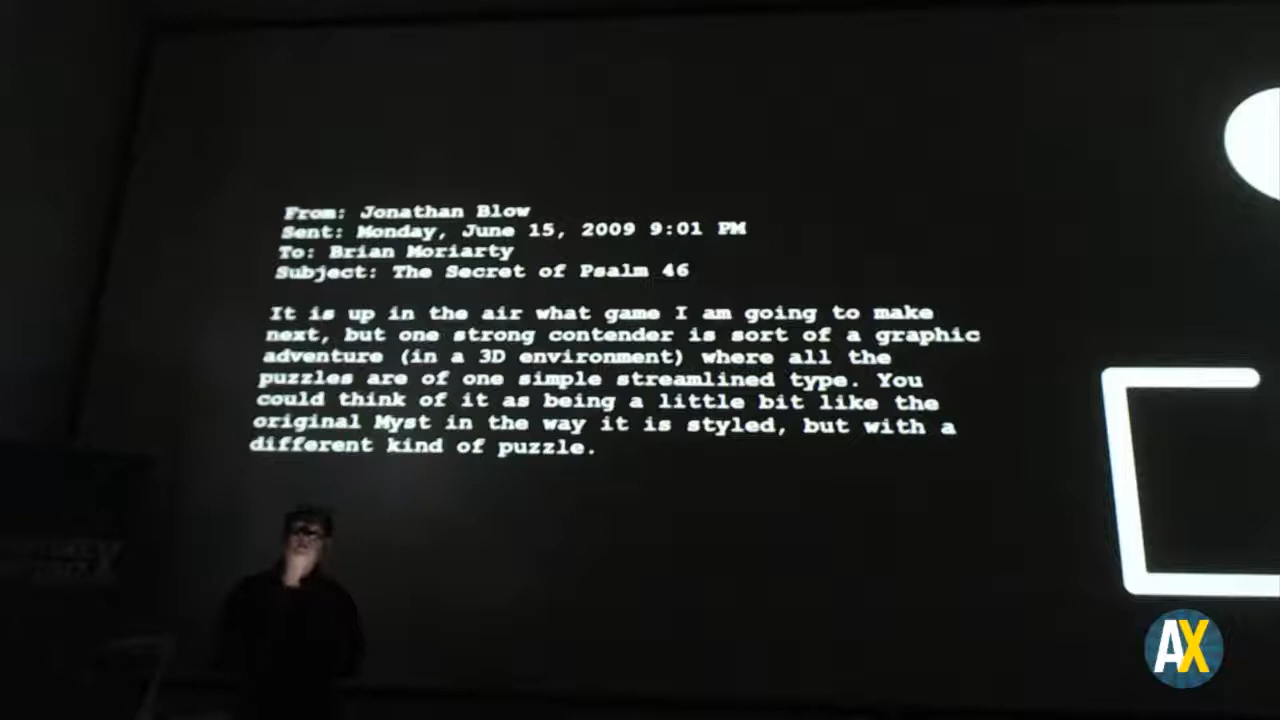 From: Jonathan Blow
Sent: Monday, June 15, 2009 9:01 PM
To: Brian Moriarty
Subject: The Secret of Psalm 46
It is up in the air what game I am going to make
next, but one strong contender is sort of a graphic
adventure (in a 3D environment) where all the
puzzles are of one simple streamlined type. You
could think of it as being a little bit like the
original Myst in the way it is styled, but with a
different kind of puzzle.
AX